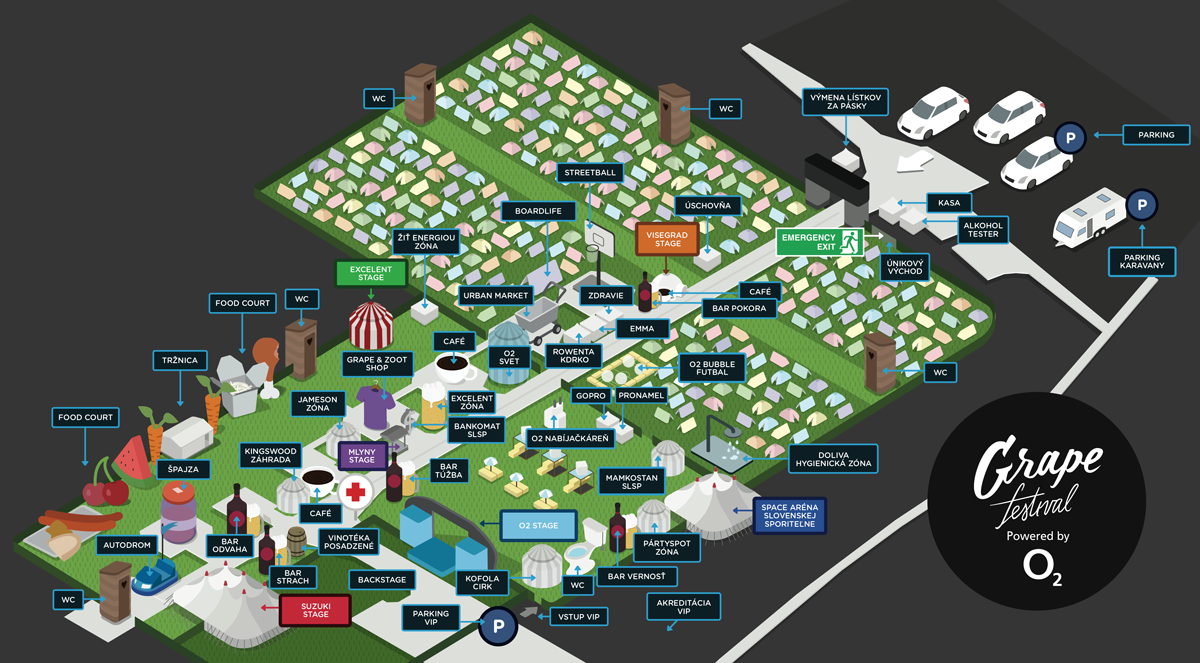 WC
WC
VÝMENA LÍSTKOV
ZA PÁSKY
P
PARKING
STREETBALL
BOARDLIFE
ÚSCHOVŇA
KASA
P
ALKOHOL
TESTER
ŽIŤ ENERGIOU
ZÓNA
VISEGRAD
STAGE
EMERGENCY
EXIT
PARKING
KARAVANY
ÚNIKOVÝ
VÝCHOD
EXCELENT
STAGE
FOOD COURT
WC
URBAN MARKET
ZDRAVIE
CAFÉ
BAR POKORA
EMMA
CAFÉ
O2
SVET
ROWENTA
KDRKO
TRŽNICA
GRAPE & ZOOT
SHOP
O2 BUBBLE
FUTBAL
WC
JAMESON
ZÓNA
EXCELENT
ZÓNA
GOPRO
PRONAMEL
FOOD COURT
BANKOMAT
SLSP
O2 NABÍJAČKÁREŇ
KINGSWOOD
ZÁHRADA
MLYNY
STAGE
DOLIVA
HYGIENICKÁ ZÓNA
ŠPAJZA
BAR
TÚŽBA
MAMKOSTAN
SLSP
CAFÉ
O2 STAGE
SPACE ARÉNA
SLOVENSKEJ
SPORITEĽNE
AUTODROM
BAR
ODVAHA
VINOTÉKA
POSADZENÉ
PÁRTYSPOT
ZÓNA
BAR
STRACH
BACKSTAGE
KOFOLA
CIRK
WC
BAR VERNOSŤ
WC
SUZUKI
STAGE
PARKING
VIP
P
VSTUP VIP
AKREDITÁCIA
VIP
Grape
festival
Powered by
O2